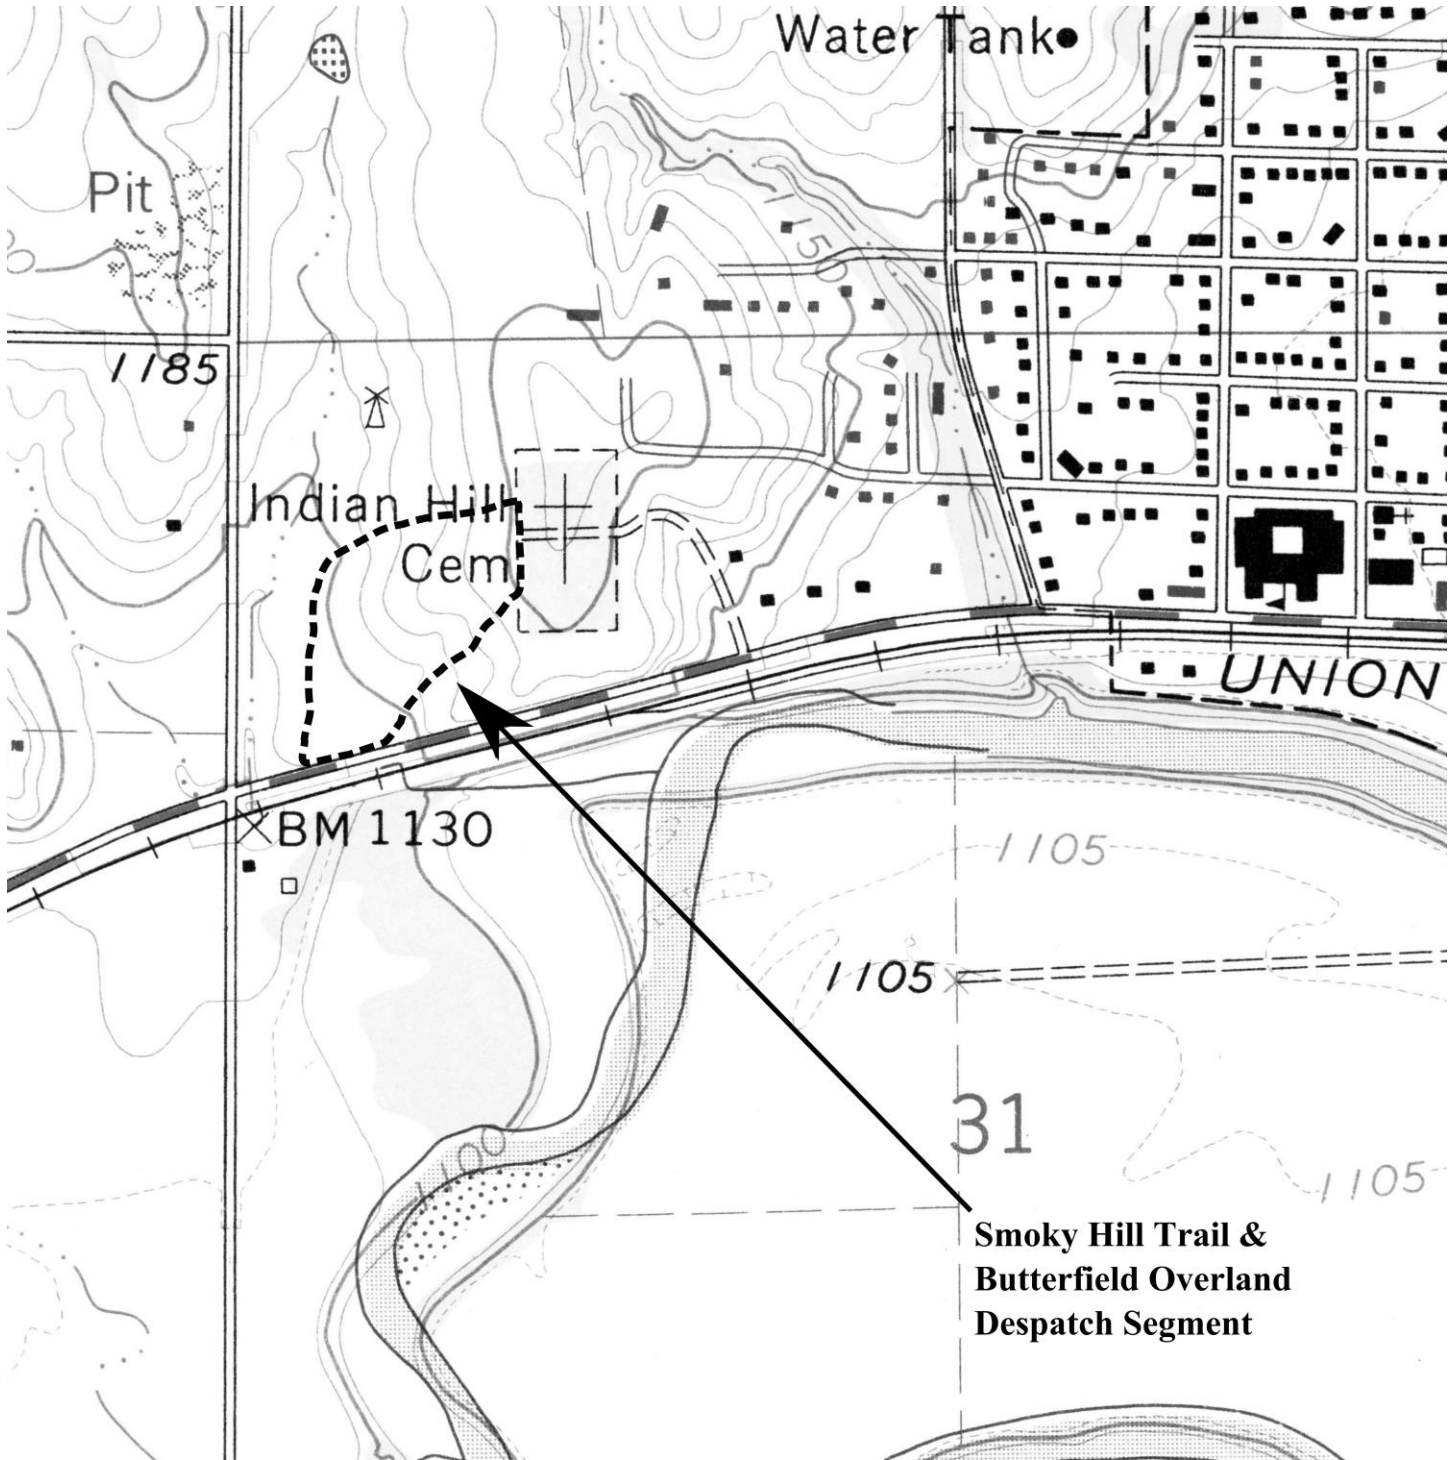 Water Tank
Pit
1150
1185
Indian Hill
Cem
UNION
BM 1130
1105
1105
1100
31
1105
Smoky Hill Trail &
Butterfield Overland
Despatch Segment